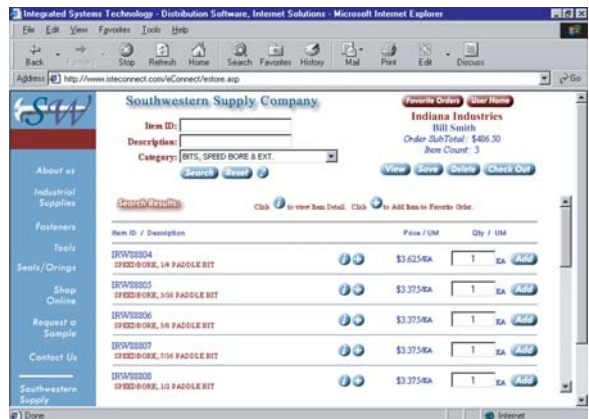 Integrated Systems Technology - Distribution Software, Internet Solutions - Microsoft Internet Explorer
File Edit View Favorites Tools Help
Back Forward Stop Refresh Home Search Favorites History Mail Print Edit Discuss
Address http://www.isteconnect.com/eConnect/estore.asp Go
SW
About us
Industrial Supplies
Fasteners
Tools
Seals/Orings
Shop Online
Request a Sample
Contact Us
Southwestern Supply
Southwestern Supply Company
Item ID:
Description:
Category: BITS, SPEED BORE & EXT.
Search Reset ?
Favorite Orders User Home
Indiana Industries
Bill Smith
Order SubTotal: $486.50
Item Count: 3
View Save Delete Check Out
Search Results: Click i to view Item Detail. Click + to Add Item to Favorite Order.
Item ID / Description Price / UM Qty / UM
IRW88804 $3.625/EA 1 EA Add
SPEEDBORE, 1/4 PADDLE BIT
IRW88805 $3.375/EA 1 EA Add
SPEEDBORE, 5/16 PADDLE BIT
IRW88806 $3.375/EA 1 EA Add
SPEEDBORE, 3/8 PADDLE BIT
IRW88807 $3.375/EA 1 EA Add
SPEEDBORE, 7/16 PADDLE BIT
IRW88808 $3.375/EA 1 EA Add
SPEEDBORE, 1/2 PADDLE BIT
Done Internet